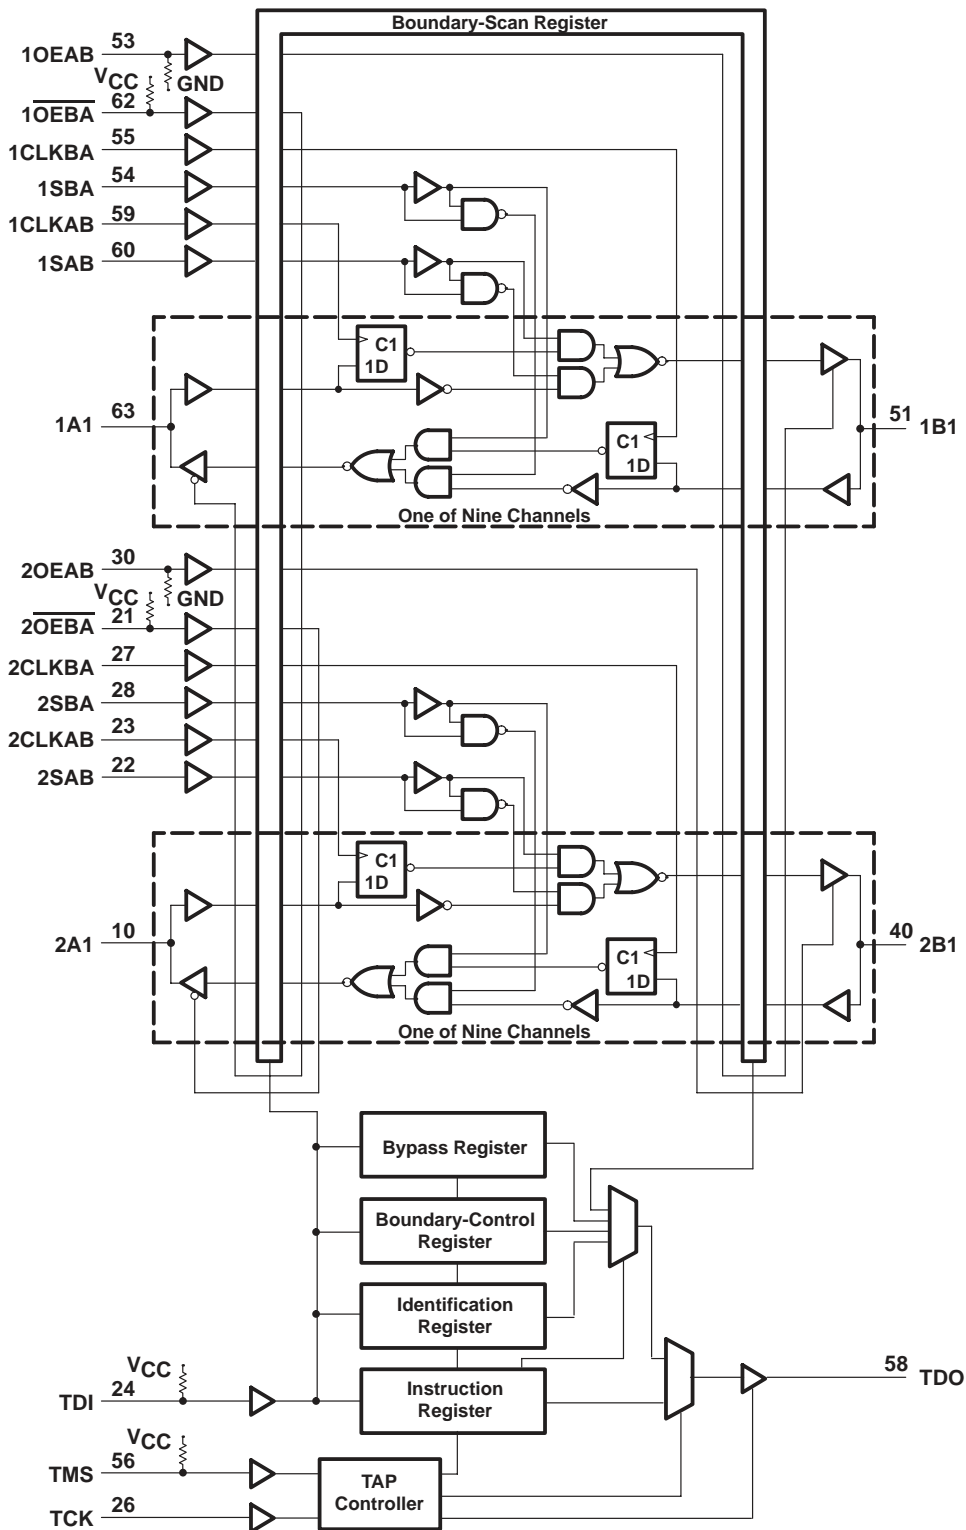 Boundary-Scan Register
1OEAB 53
VCC GND
1OEBA 62
1CLKBA 55
1SBA 54
1CLKAB 59
1SAB 60
C1
1D
1A1 63
51 1B1
C1
1D
One of Nine Channels
2OEAB 30
VCC GND
2OEBA 21
2CLKBA 27
2SBA 28
2CLKAB 23
2SAB 22
C1
1D
2A1 10
40 2B1
C1
1D
One of Nine Channels
Bypass Register
Boundary-Control
Register
Identification
Register
VCC
TDI 24
Instruction
Register
58 TDO
VCC
TMS 56
TAP
Controller
TCK 26